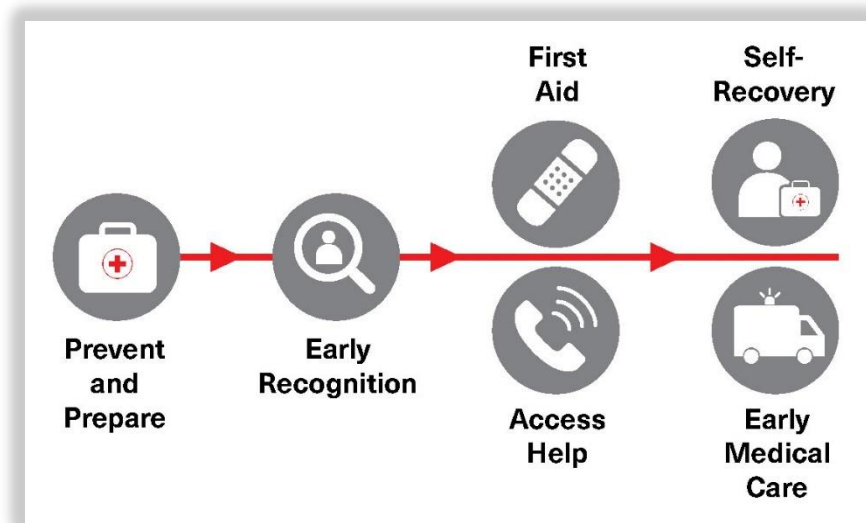 Prevent
and
Prepare
Early
Recognition
First
Aid
Access
Help
Self-
Recovery
Early
Medical
Care